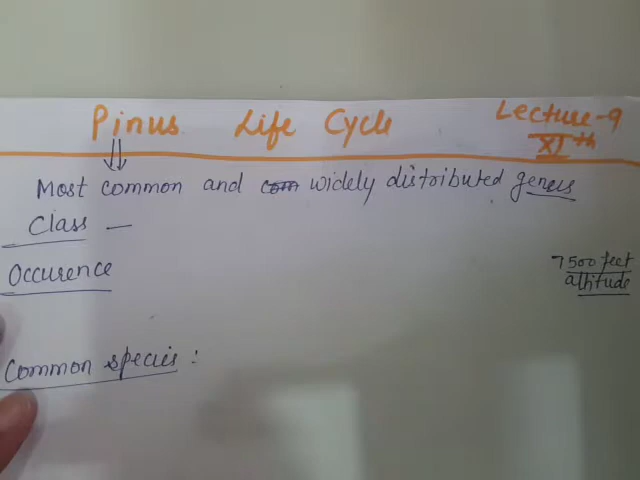 Pinus Life Cycle Lecture-9
XIth
Most common and com widely distributed genus
Class —
Occurence
7500 feet
altitude
Common species :